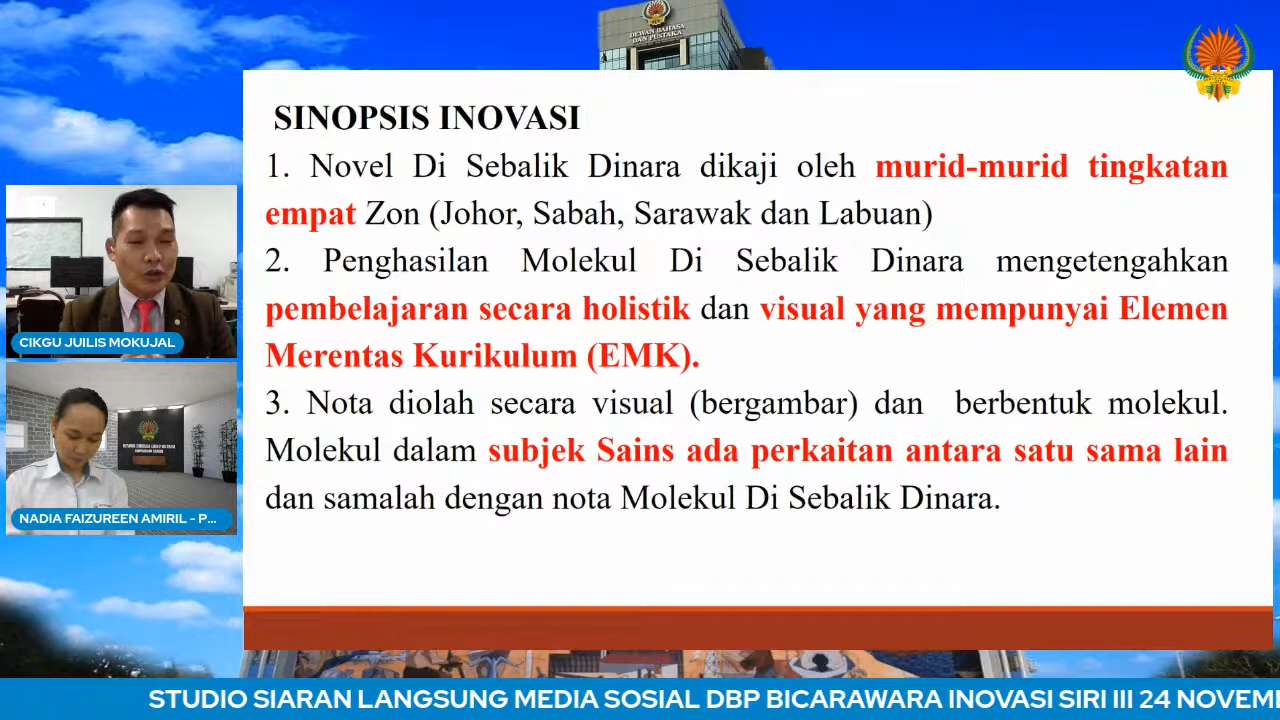 DEWAN BAHASA
DAN PUSTAKA
SINOPSIS INOVASI
1. Novel Di Sebalik Dinara dikaji oleh murid-murid tingkatan
empat Zon (Johor, Sabah, Sarawak dan Labuan)
2. Penghasilan Molekul Di Sebalik Dinara mengetengahkan
pembelajaran secara holistik dan visual yang mempunyai Elemen
Merentas Kurikulum (EMK).
3. Nota diolah secara visual (bergambar) dan berbentuk molekul.
Molekul dalam subjek Sains ada perkaitan antara satu sama lain
dan samalah dengan nota Molekul Di Sebalik Dinara.
CIKGU JUILIS MOKUJAL
NADIA FAIZUREEN AMIRIL - P...
STUDIO SIARAN LANGSUNG MEDIA SOSIAL DBP BICARAWARA INOVASI SIRI III 24 NOVEM